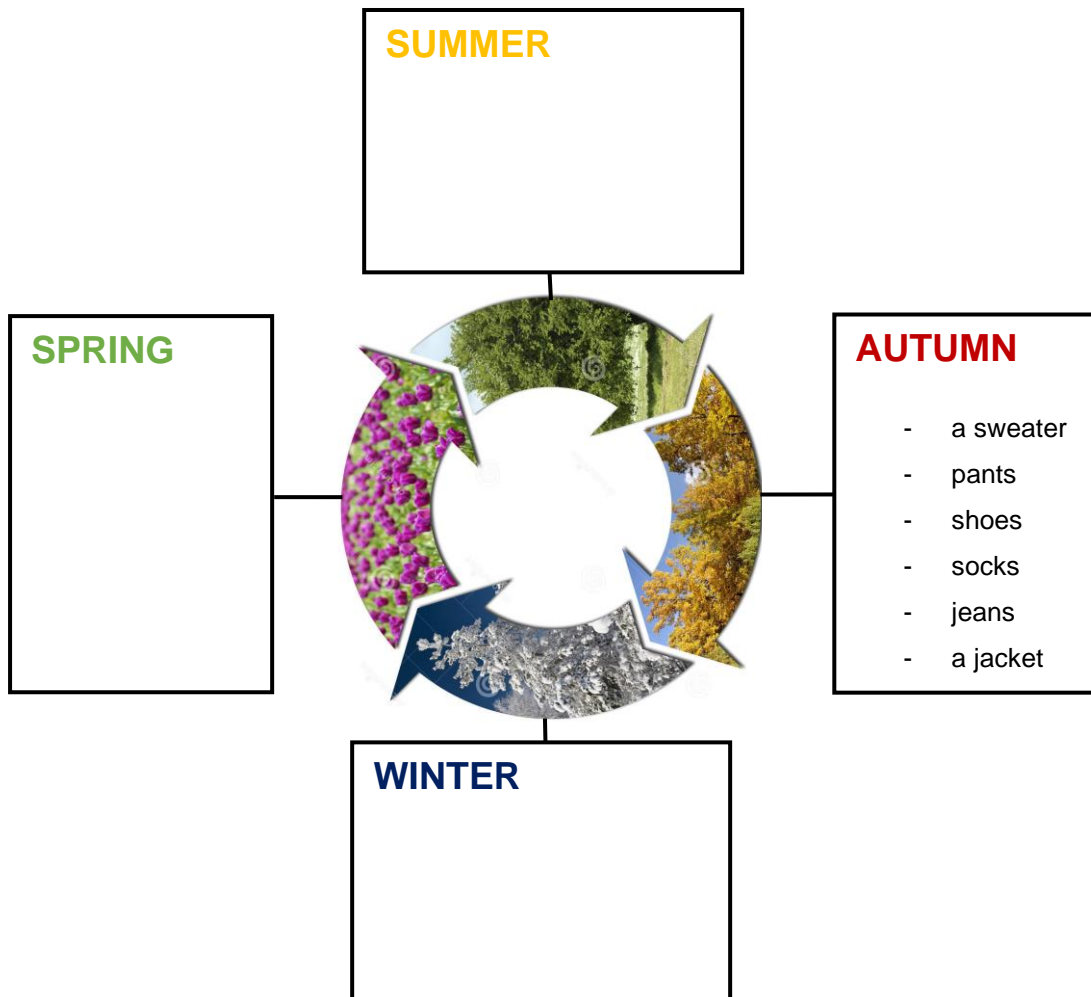 SUMMER
SPRING
AUTUMN
- a sweater
- pants
- shoes
- socks
- jeans
- a jacket
WINTER